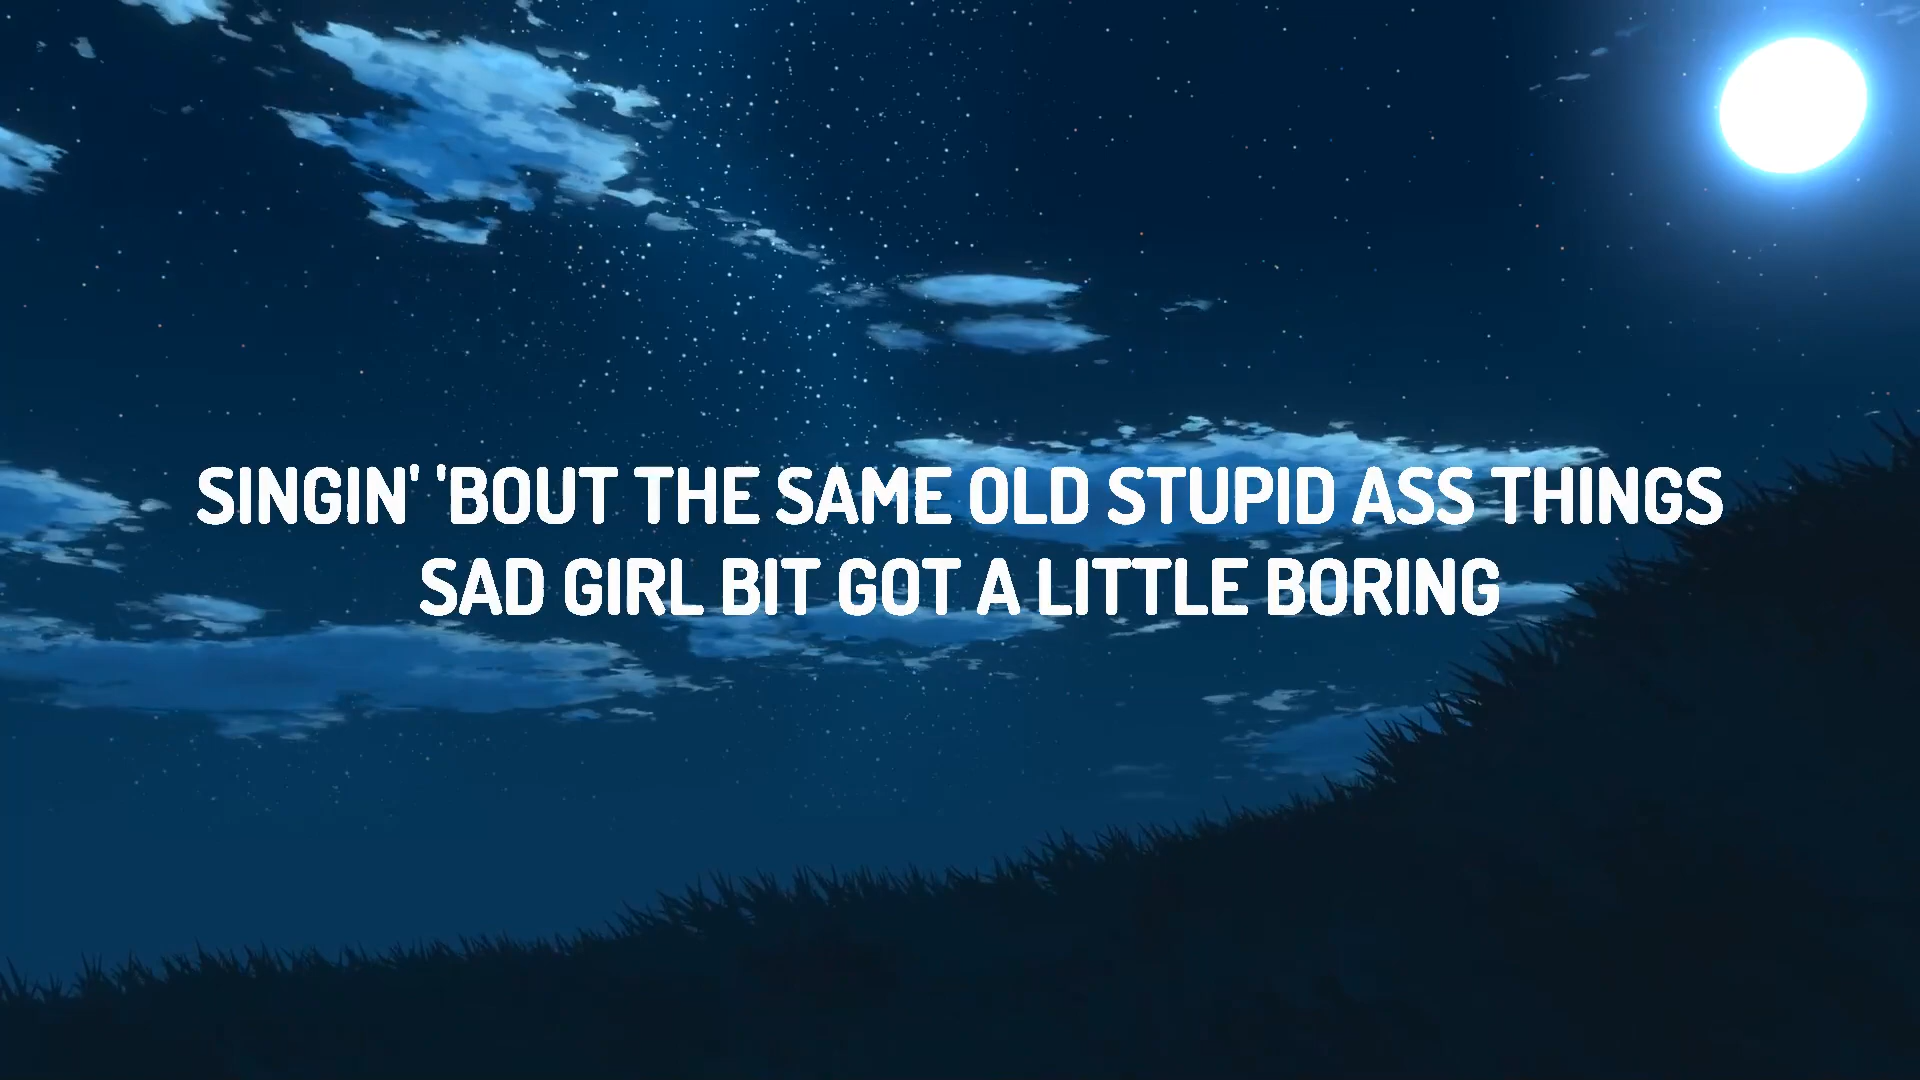 SINGIN' 'BOUT THE SAME OLD STUPID ASS THINGS
SAD GIRL BIT GOT A LITTLE BORING